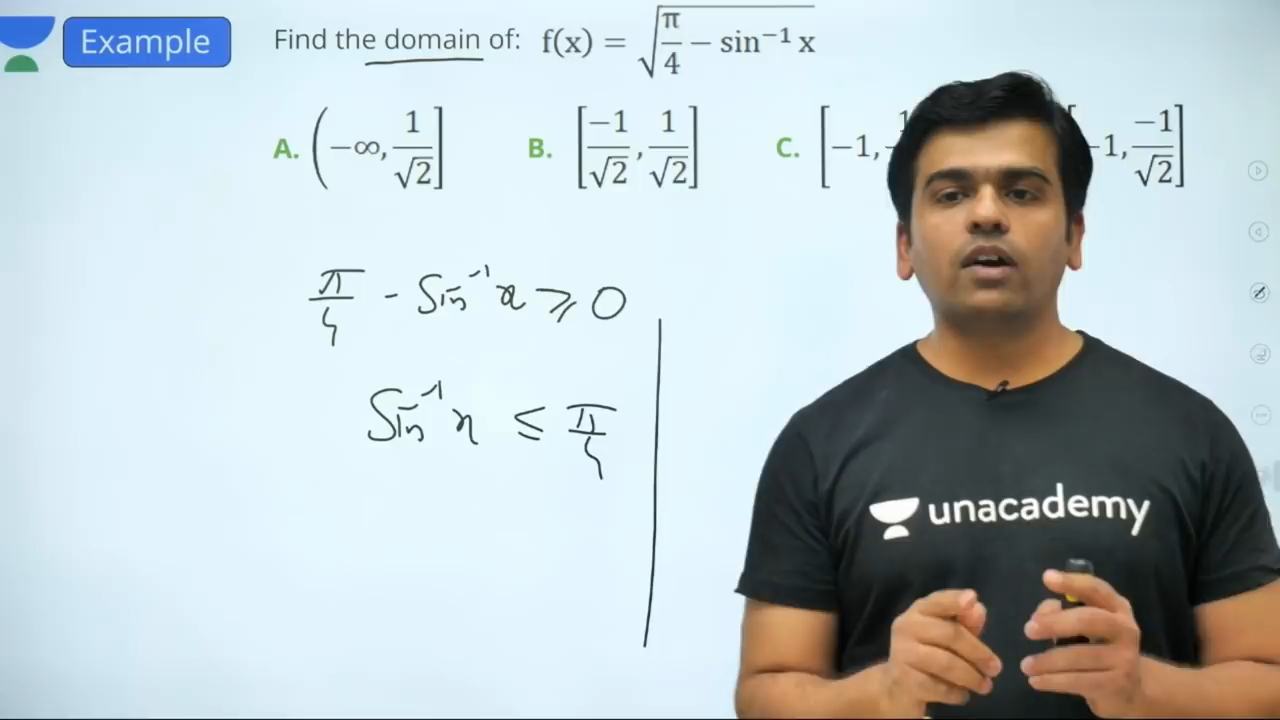 Example Find the domain of: f(x) = √(π/4 − sin⁻¹ x)
A. (−∞, 1/√2] B. [−1/√2, 1/√2] C. [−1, −1, −1/√2]
π/4 - Sin⁻¹ x ≥ 0
Sin⁻¹ x ≤ π/4
unacademy